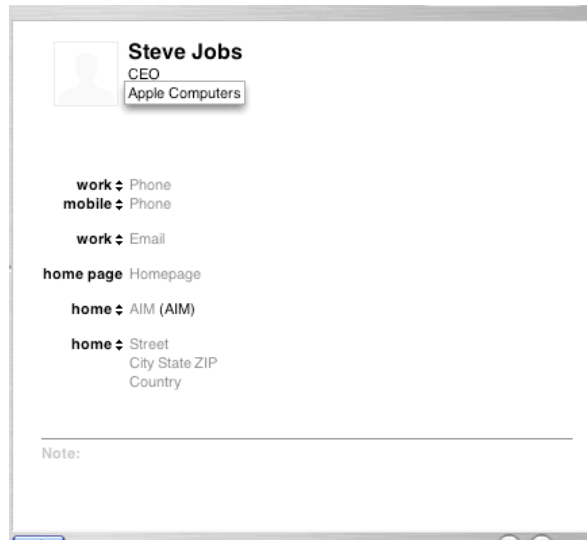 Steve Jobs
CEO
Apple Computers
work Phone
mobile Phone
work Email
home page Homepage
home AIM (AIM)
home Street
City State ZIP
Country
Note: